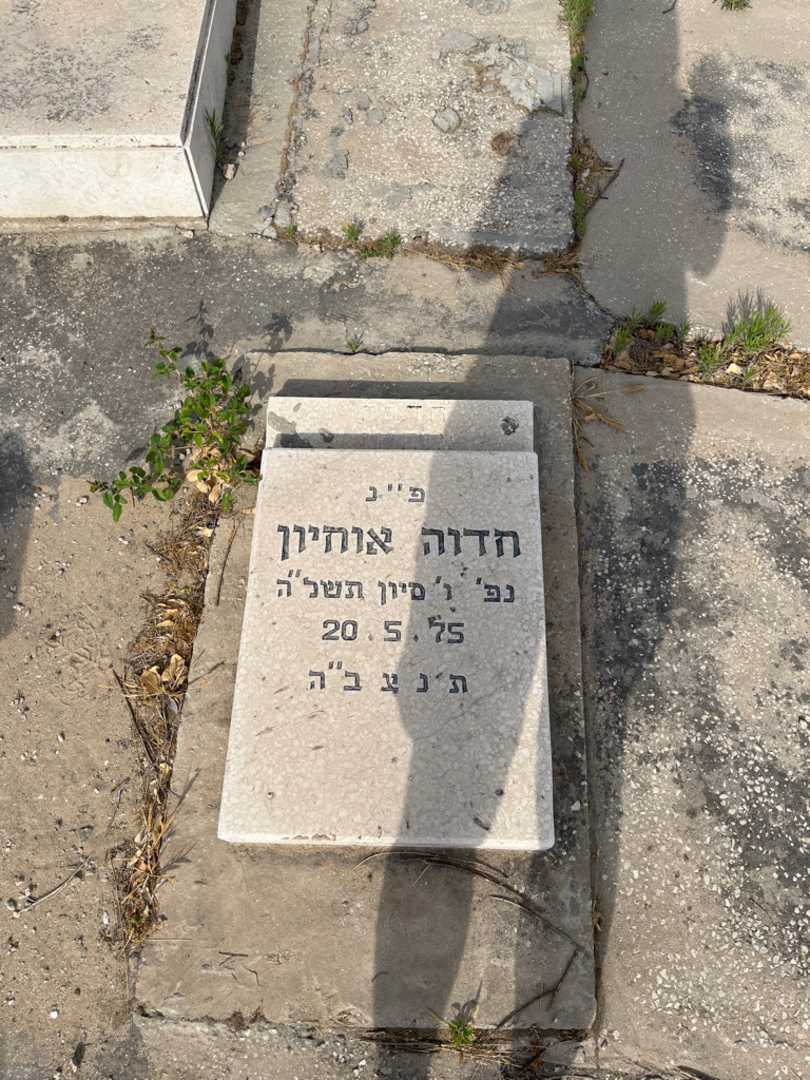 פ"נ
חדוה אוחיון
נפ' ו' סיון תשל"ה
20.5.75
ת נ צ ב"ה